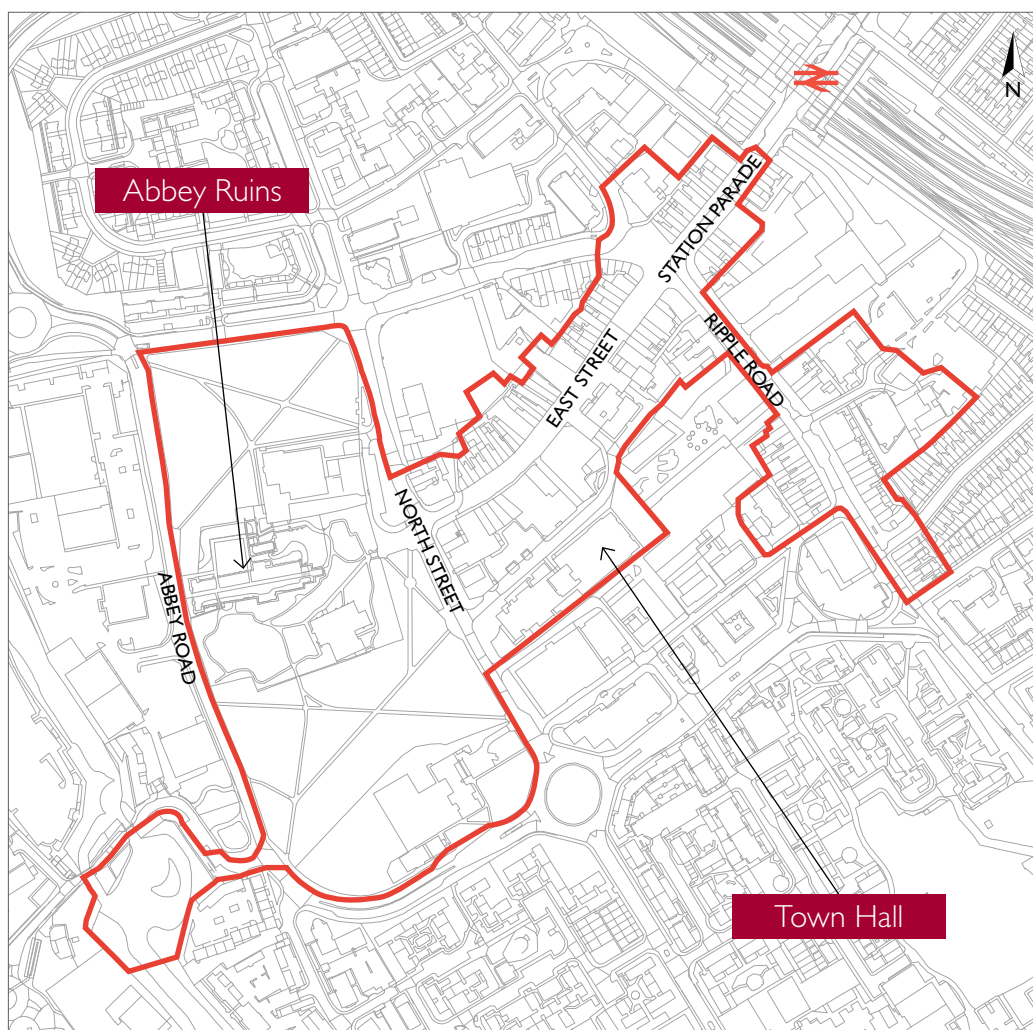 N
Abbey Ruins
STATION PARADE
RIPPLE ROAD
EAST STREET
NORTH STREET
ABBEY ROAD
Town Hall